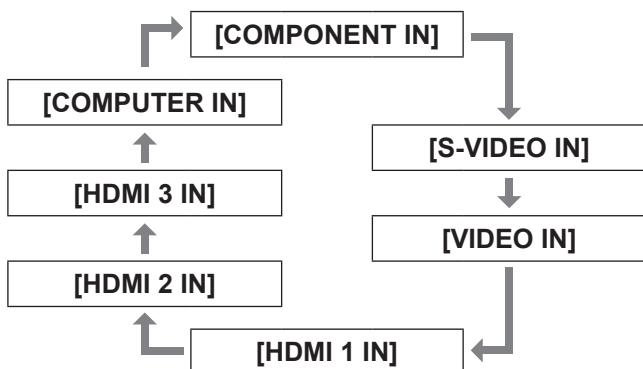 [COMPONENT IN]
[COMPUTER IN]
[S-VIDEO IN]
[HDMI 3 IN]
[VIDEO IN]
[HDMI 2 IN]
[HDMI 1 IN]